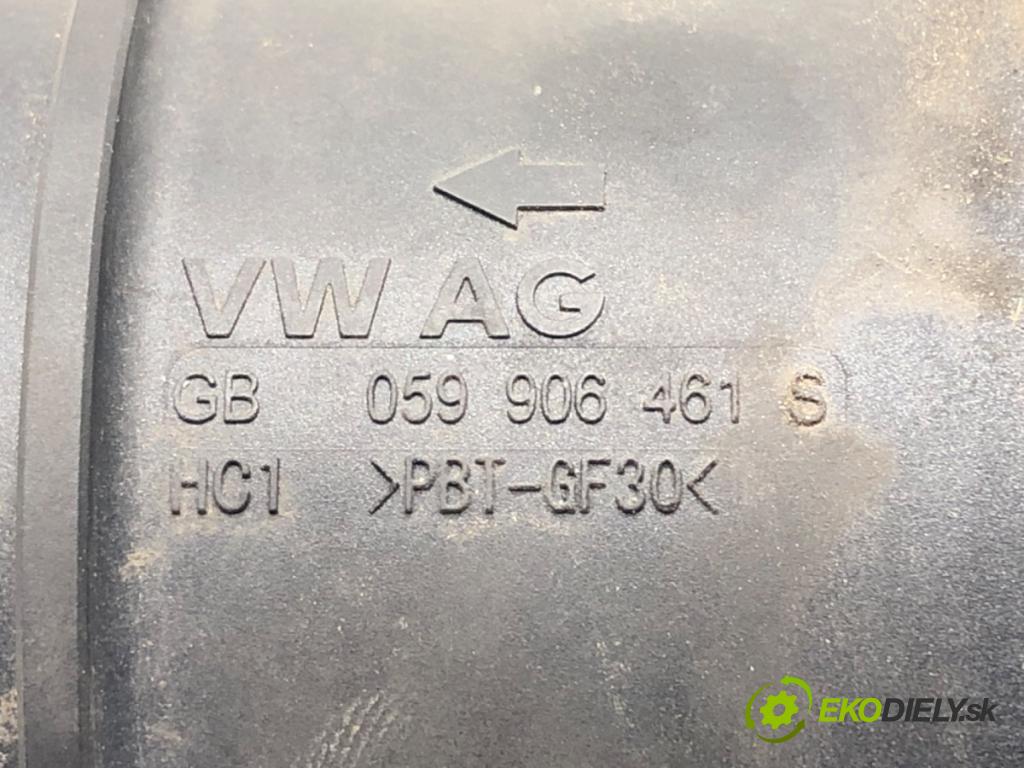 VW AG
GB 059 906 461 S
HC1 >PBT-GF30<
EKODIELY.sk